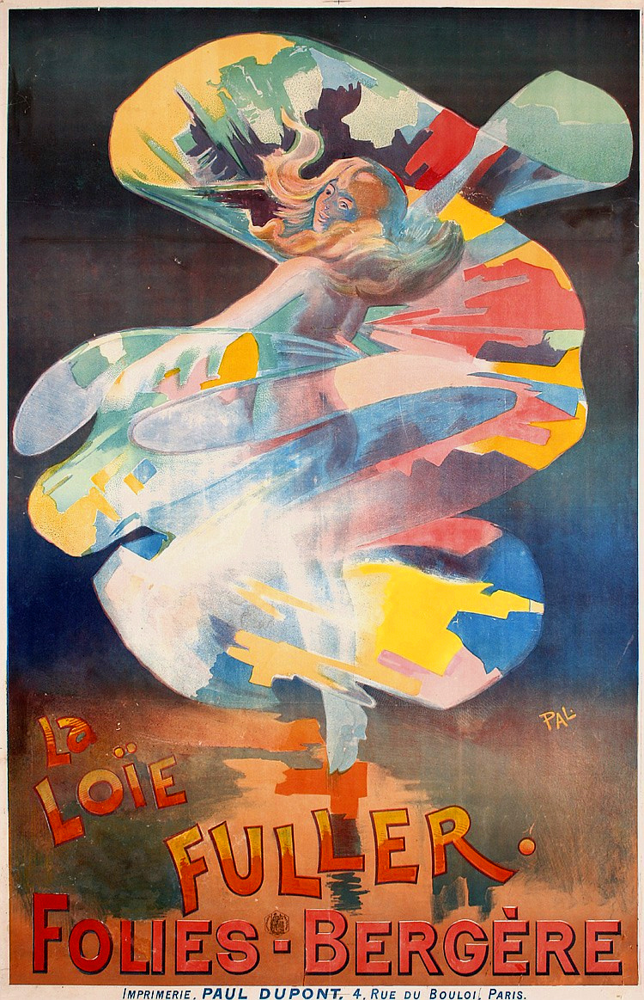 PAL.
La
LOÏE
FULLER.
FOLIES-BERGÈRE
IMPRIMERIE, PAUL DUPONT, 4, RUE DU BOULOI, PARIS.